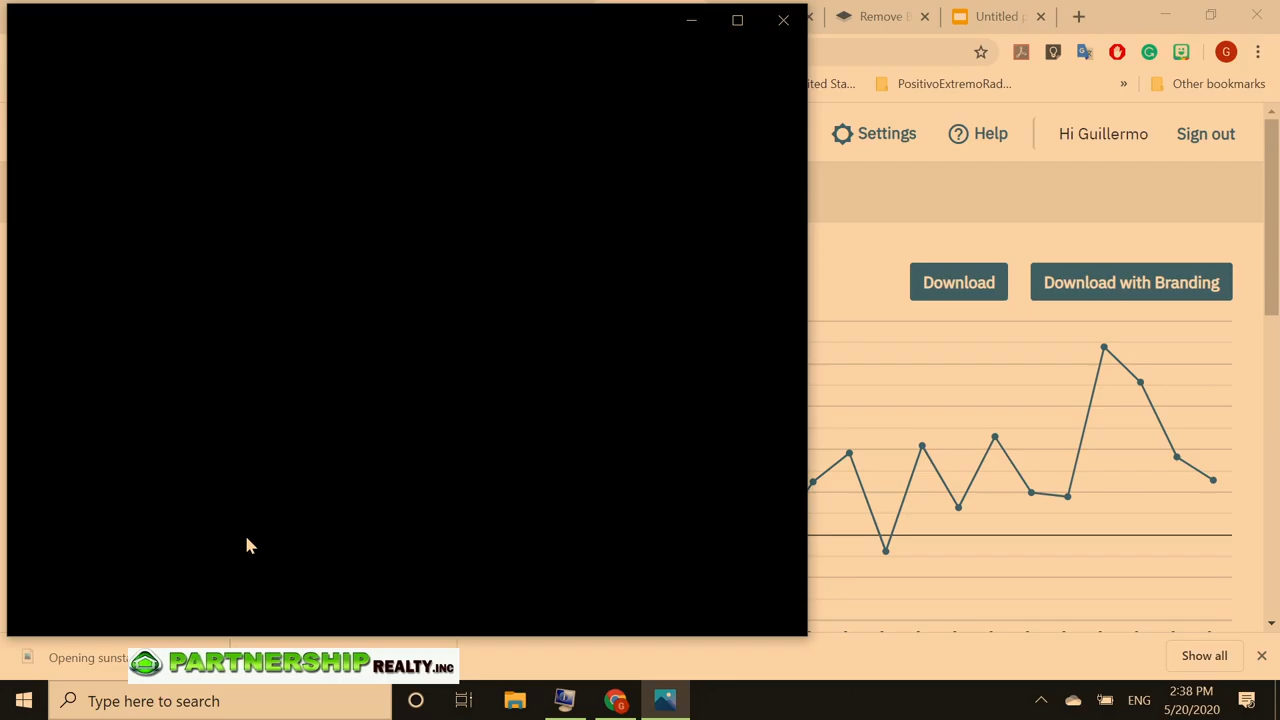 Remove
Untitled
ited Sta...
PositivoExtremoRad...
»
Other bookmarks
Settings
Help
Hi Guillermo
Sign out
Download
Download with Branding
Opening sunst
PARTNERSHIP REALTY.INC
Show all
Type here to search
ENG
2:38 PM
5/20/2020